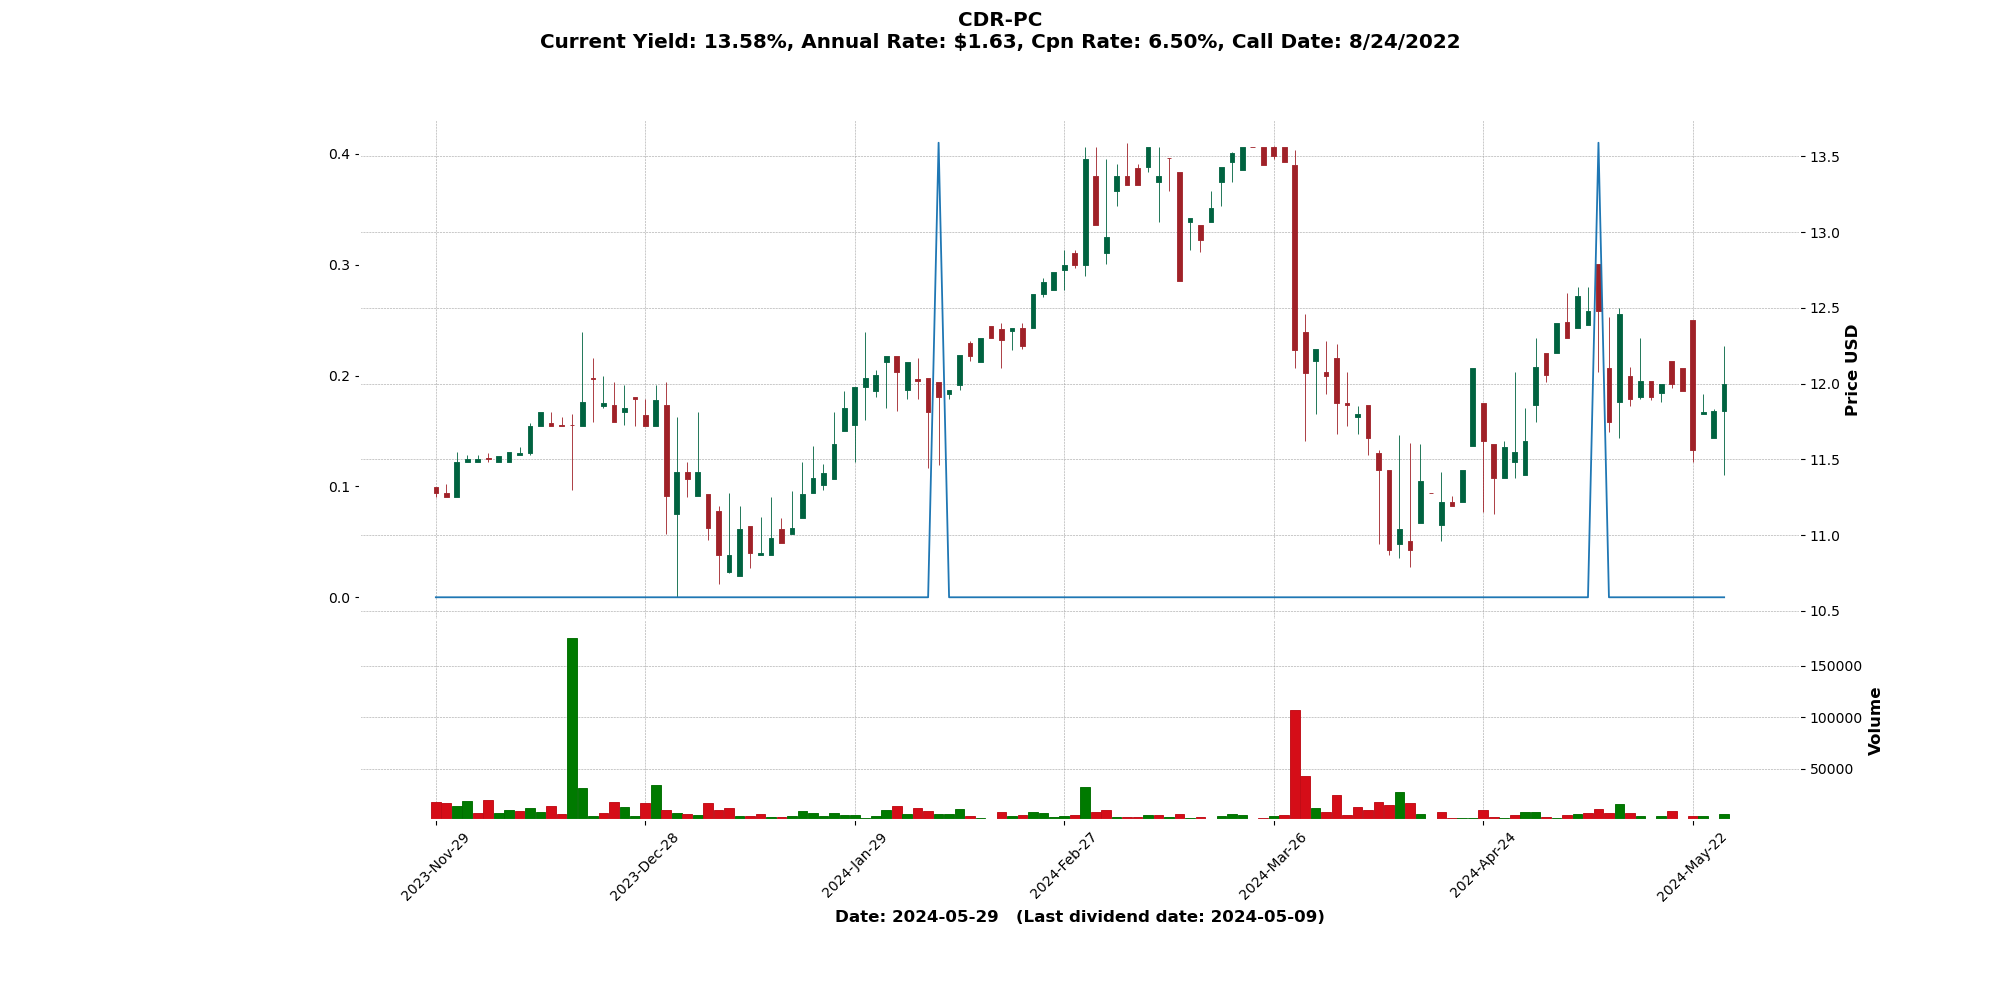 CDR-PC
Current Yield: 13.58%, Annual Rate: $1.63, Cpn Rate: 6.50%, Call Date: 8/24/2022
0.4
0.3
0.2
0.1
0.0
13.5
13.0
12.5
12.0
11.5
11.0
10.5
Price USD
150000
100000
50000
Volume
2023-Nov-29
2023-Dec-28
2024-Jan-29
2024-Feb-27
2024-Mar-26
2024-Apr-24
2024-May-22
Date: 2024-05-29   (Last dividend date: 2024-05-09)